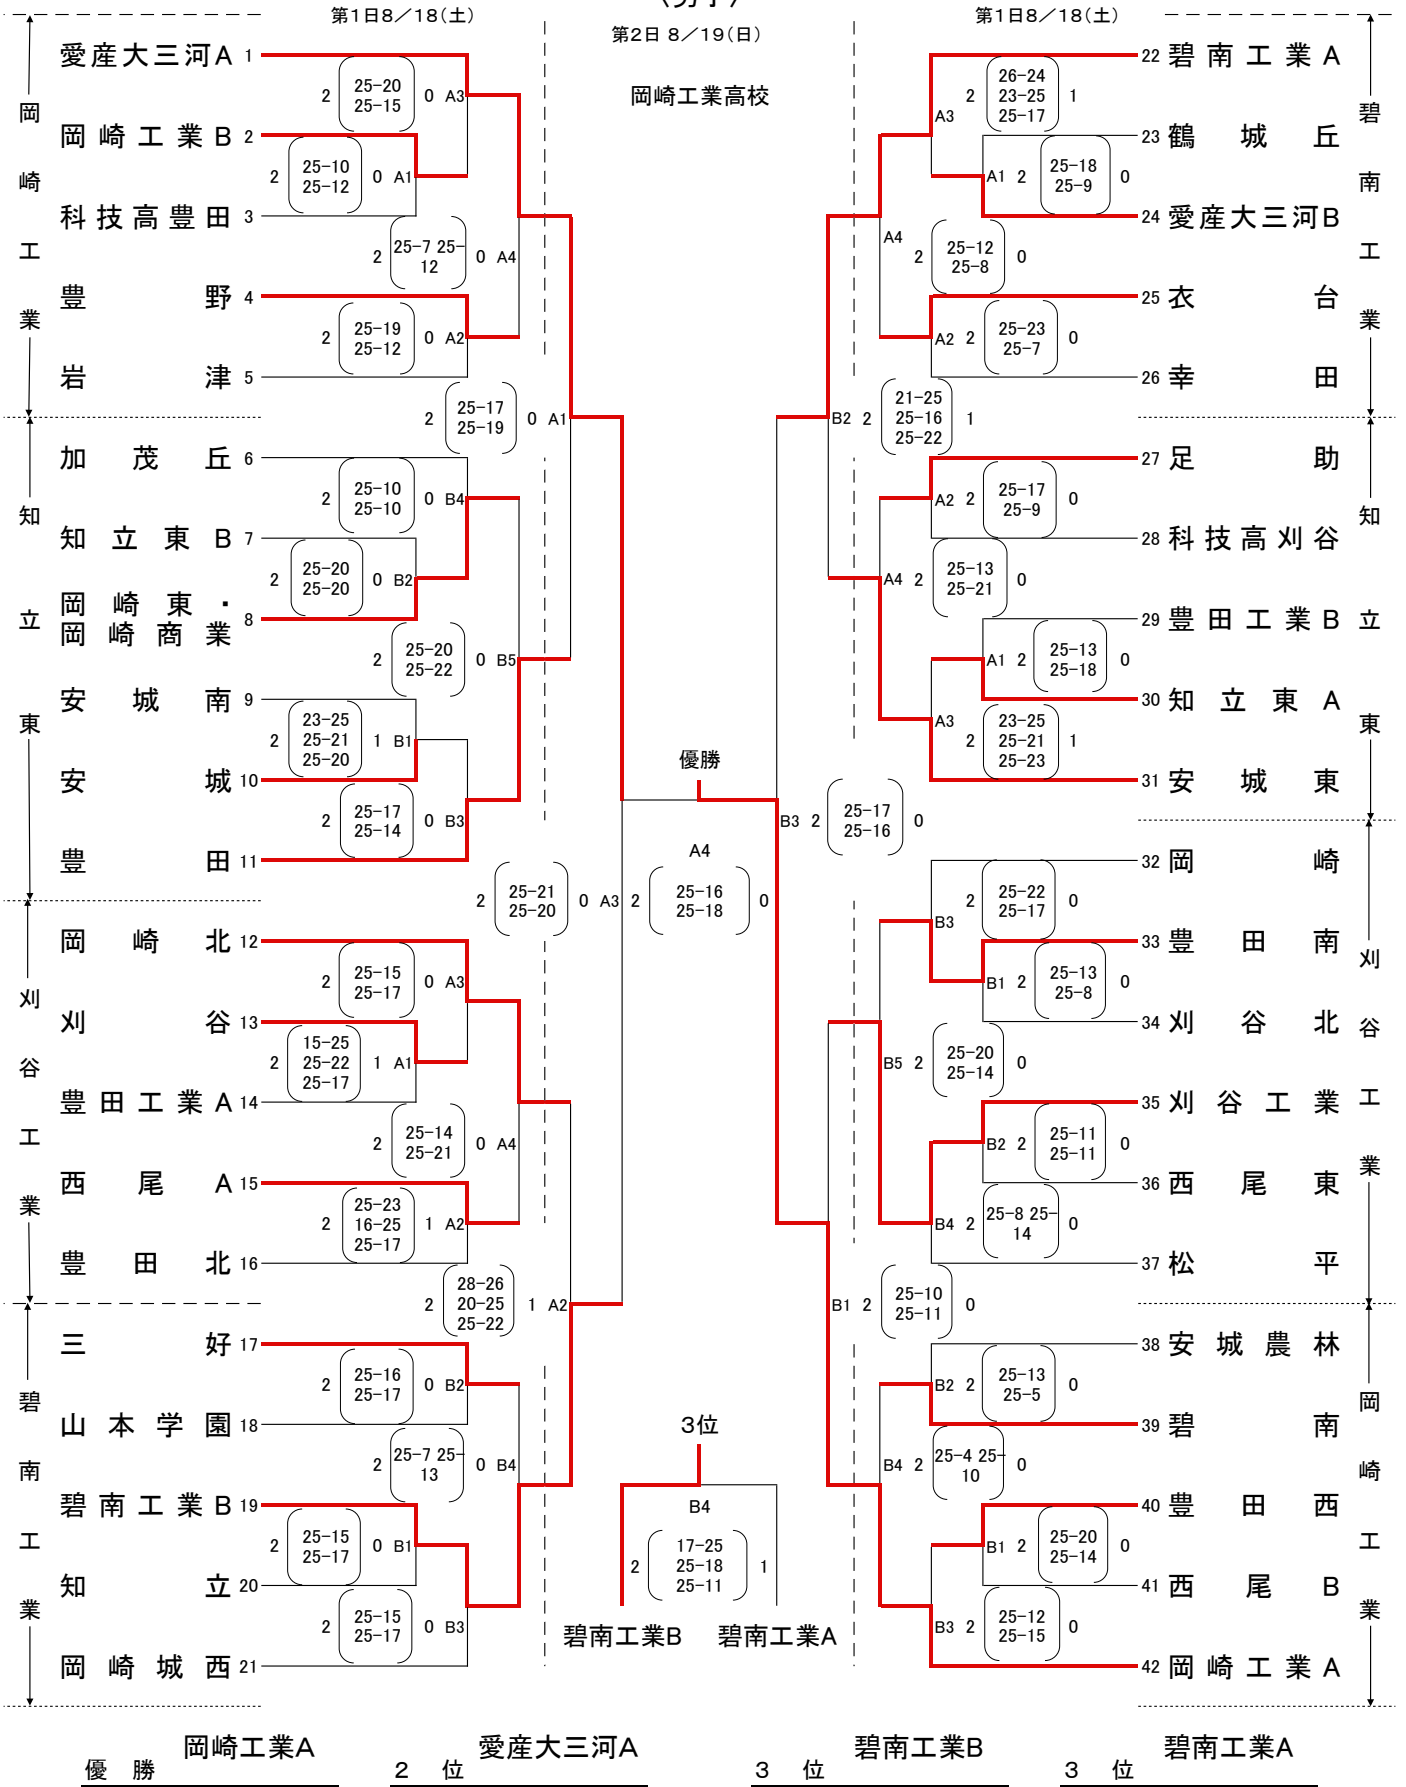 第1日8／18(土)
第2日 8／19(日)
第1日8／18(土)
岡崎工業高校
岡崎工業
知立東
刈谷工業
碧南工業
愛産大三河A 1
岡崎工業B 2
科技高豊田 3
豊野 4
岩津 5
加茂丘 6
知立東B 7
岡崎東・
岡崎商業 8
安城南 9
安城 10
豊田 11
岡崎北 12
刈谷 13
豊田工業A 14
西尾A 15
豊田北 16
三好 17
山本学園 18
碧南工業B 19
知立 20
岡崎城西 21
2 25-20 25-15 0 A3
2 25-10 25-12 0 A1
2 25-7 25-12 0 A4
2 25-19 25-12 0 A2
2 25-17 25-19 0 A1
2 25-10 25-10 0 B4
2 25-20 25-20 0 B2
2 25-20 25-22 0 B5
2 23-25 25-21 25-20 1 B1
2 25-17 25-14 0 B3
2 25-21 25-20 0 A3
2 25-15 25-17 0 A3
2 15-25 25-22 25-17 1 A1
2 25-14 25-21 0 A4
2 25-23 16-25 25-17 1 A2
2 28-26 20-25 25-22 1 A2
2 25-16 25-17 0 B2
2 25-7 25-13 0 B4
2 25-15 25-17 0 B1
2 25-15 25-17 0 B3
優勝
A4
2 25-16 25-18 0
3位
B4
2 17-25 25-18 25-11 1
碧南工業B 碧南工業A
A3 2 26-24 23-25 25-17 1
A1 2 25-18 25-9 0
A4 2 25-12 25-8 0
A2 2 25-23 25-7 0
B2 2 21-25 25-16 25-22 1
A2 2 25-17 25-9 0
A4 2 25-13 25-21 0
A1 2 25-13 25-18 0
A3 2 23-25 25-21 25-23 1
B3 2 25-17 25-16 0
B3 2 25-22 25-17 0
B1 2 25-13 25-8 0
B5 2 25-20 25-14 0
B2 2 25-11 25-11 0
B4 2 25-8 25-14 0
B1 2 25-10 25-11 0
B2 2 25-13 25-5 0
B4 2 25-4 25-10 0
B1 2 25-20 25-14 0
B3 2 25-12 25-15 0
22 碧南工業A
23 鶴城丘
24 愛産大三河B
25 衣台
26 幸田
27 足助
28 科技高刈谷
29 豊田工業B
30 知立東A
31 安城東
32 岡崎
33 豊田南
34 刈谷北
35 刈谷工業
36 西尾東
37 松平
38 安城農林
39 碧南
40 豊田西
41 西尾B
42 岡崎工業A
碧南工業
知立東
刈谷工業
岡崎工業
優勝 岡崎工業A
2位 愛産大三河A
3位 碧南工業B
3位 碧南工業A